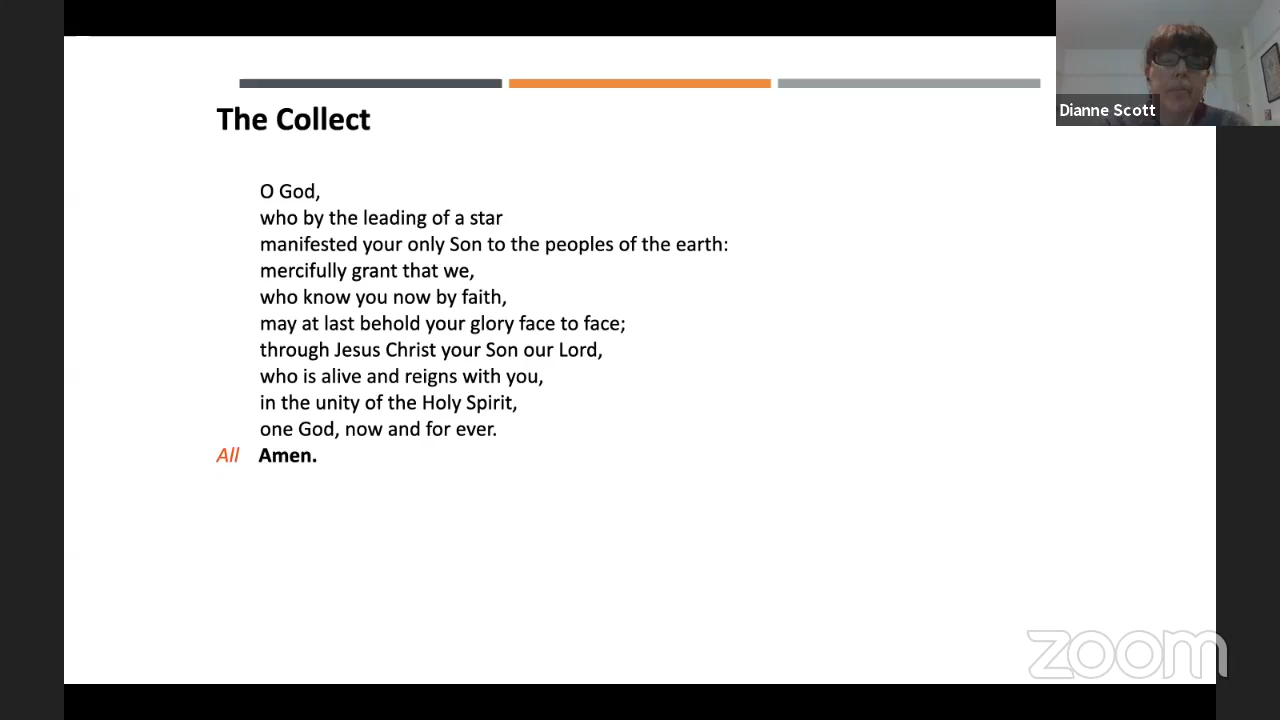 The Collect
Dianne Scott
O God,
who by the leading of a star
manifested your only Son to the peoples of the earth:
mercifully grant that we,
who know you now by faith,
may at last behold your glory face to face;
through Jesus Christ your Son our Lord,
who is alive and reigns with you,
in the unity of the Holy Spirit,
one God, now and for ever.
All Amen.
zoom